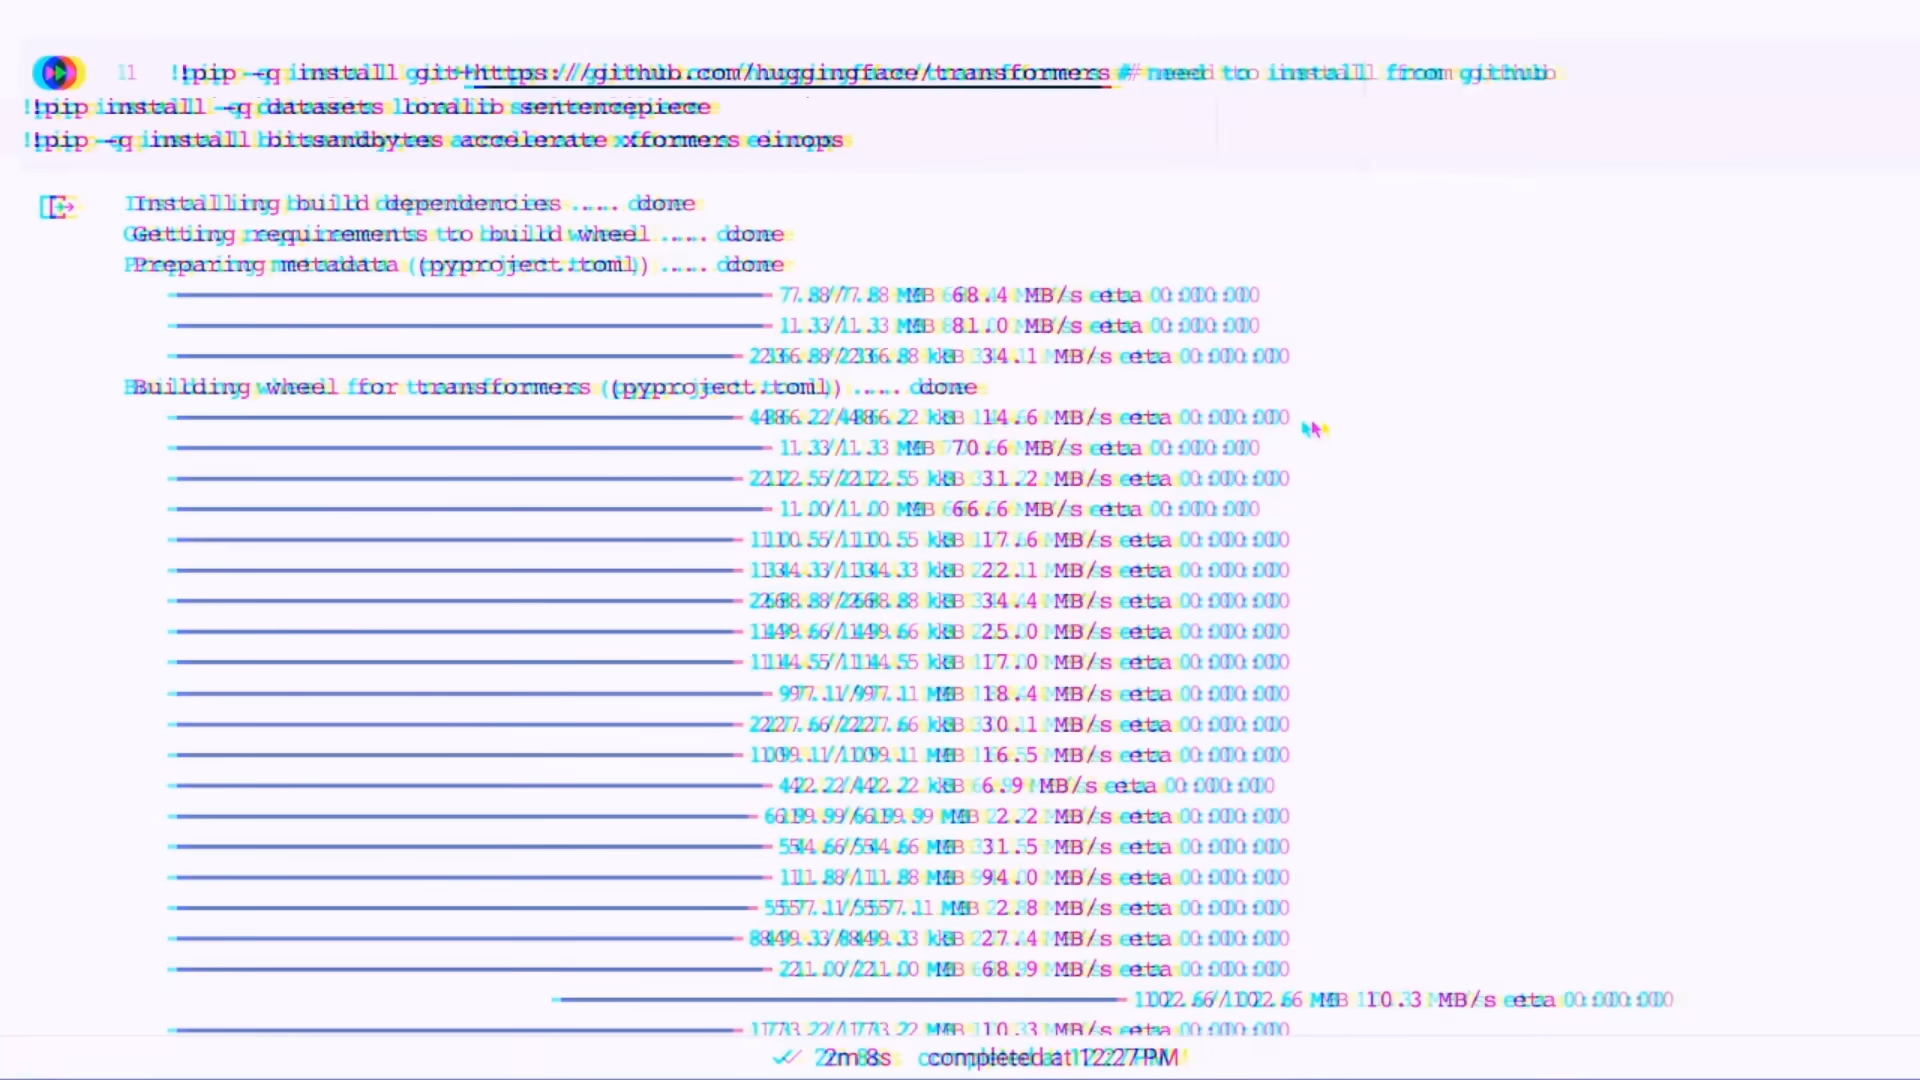 1 !pip -q install git+https://github.com/huggingface/transformers # need to install from github
!pip install -q datasets loralib sentencepiece
!pip -q install bitsandbytes accelerate xformers einops
Installing build dependencies ... done
Getting requirements to build wheel ... done
Preparing metadata (pyproject.toml) ... done
7.8/7.8 MB 68.4 MB/s eta 0:00:00
1.3/1.3 MB 81.0 MB/s eta 0:00:00
236.8/236.8 kB 34.1 MB/s eta 0:00:00
Building wheel for transformers (pyproject.toml) ... done
486.2/486.2 kB 14.6 MB/s eta 0:00:00
1.3/1.3 MB 70.6 MB/s eta 0:00:00
212.5/212.5 kB 31.2 MB/s eta 0:00:00
1.0/1.0 MB 66.6 MB/s eta 0:00:00
110.5/110.5 kB 17.6 MB/s eta 0:00:00
134.3/134.3 kB 22.1 MB/s eta 0:00:00
268.8/268.8 kB 34.4 MB/s eta 0:00:00
149.6/149.6 kB 25.0 MB/s eta 0:00:00
114.5/114.5 kB 17.0 MB/s eta 0:00:00
97.1/97.1 MB 18.4 MB/s eta 0:00:00
227.6/227.6 kB 30.1 MB/s eta 0:00:00
109.1/109.1 MB 16.5 MB/s eta 0:00:00
42.2/42.2 kB 6.9 MB/s eta 0:00:00
619.9/619.9 MB 2.2 MB/s eta 0:00:00
54.6/54.6 MB 31.5 MB/s eta 0:00:00
11.8/11.8 MB 94.0 MB/s eta 0:00:00
557.1/557.1 MB 2.8 MB/s eta 0:00:00
849.3/849.3 kB 27.4 MB/s eta 0:00:00
21.0/21.0 MB 68.9 MB/s eta 0:00:00
102.6/102.6 MB 10.3 MB/s eta 0:00:00
173.2/173.2 MB 10.3 MB/s eta 0:00:00
2m 8s completed at 12:27 PM